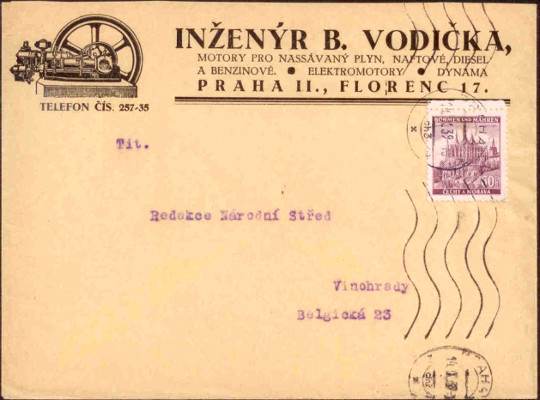 INŽENÝR B. VODIČKA,
MOTORY PRO NASSÁVANÝ PLYN, NAFTOVÉ, DIESEL
A BENZINOVÉ. • ELEKTROMOTORY • DYNAMA
PRAHA II., FLORENC 17.
TELEFON ČÍS. 257-35
BÖHMEN UND MÄHREN
ČECHY A MORAVA
Tit.
Redakce Národní Střed
Vinohrady
Belgická 23